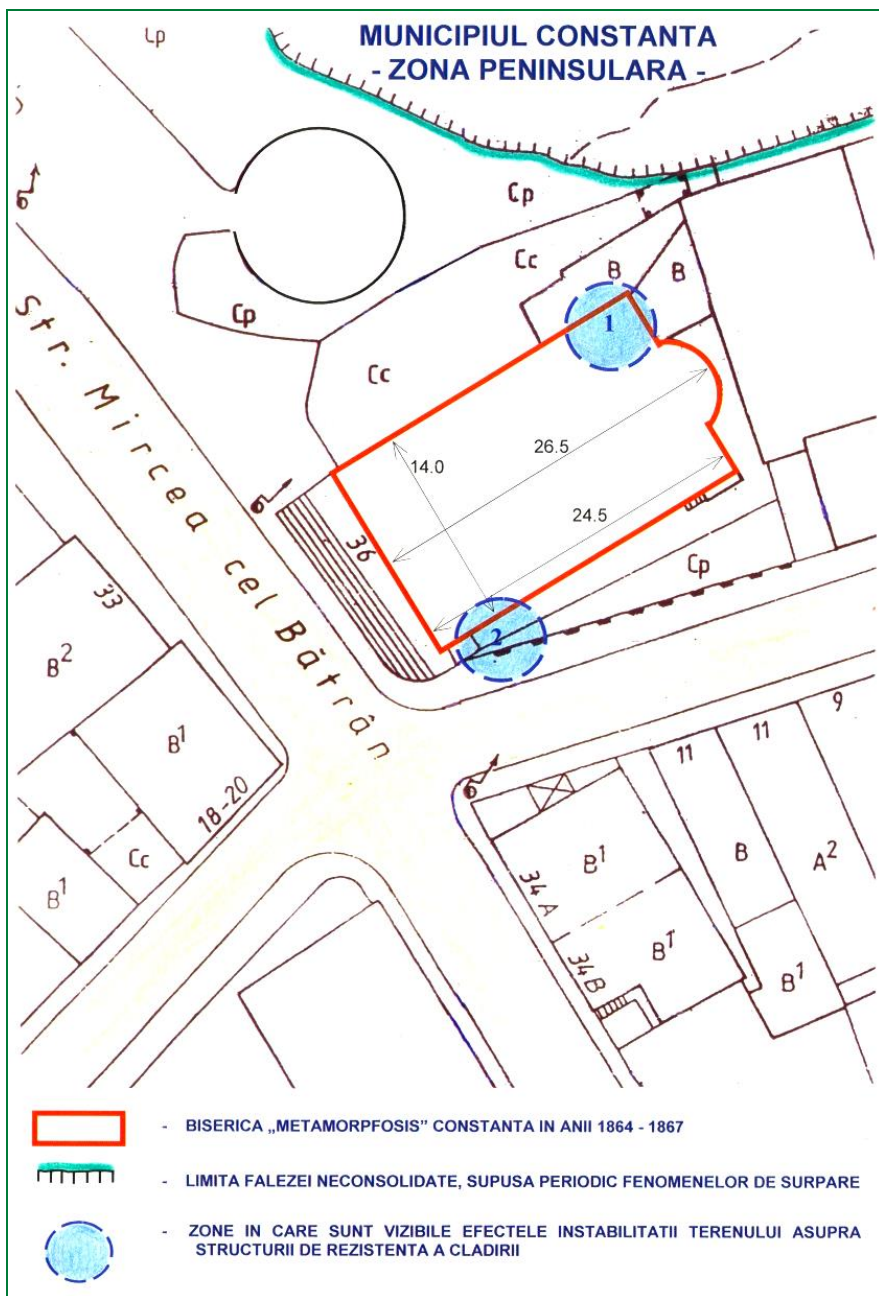 MUNICIPIUL CONSTANTA
- ZONA PENINSULARA -
Cp
Cp
Cc
B
B
Cp
1
Cc
26.5
14.0
24.5
36
Cp
2
Str. Mircea cel Bătrân
33
B2
B1
18-20
Cc
B1
9
11
11
B1
B
A2
34A
B1
34B
B1
- BISERICA „METAMORPFOSIS” CONSTANTA IN ANII 1864 - 1867
- LIMITA FALEZEI NECONSOLIDATE, SUPUSA PERIODIC FENOMENELOR DE SURPARE
- ZONE IN CARE SUNT VIZIBILE EFECTELE INSTABILITATII TERENULUI ASUPRA
STRUCTURII DE REZISTENTA A CLADIRII